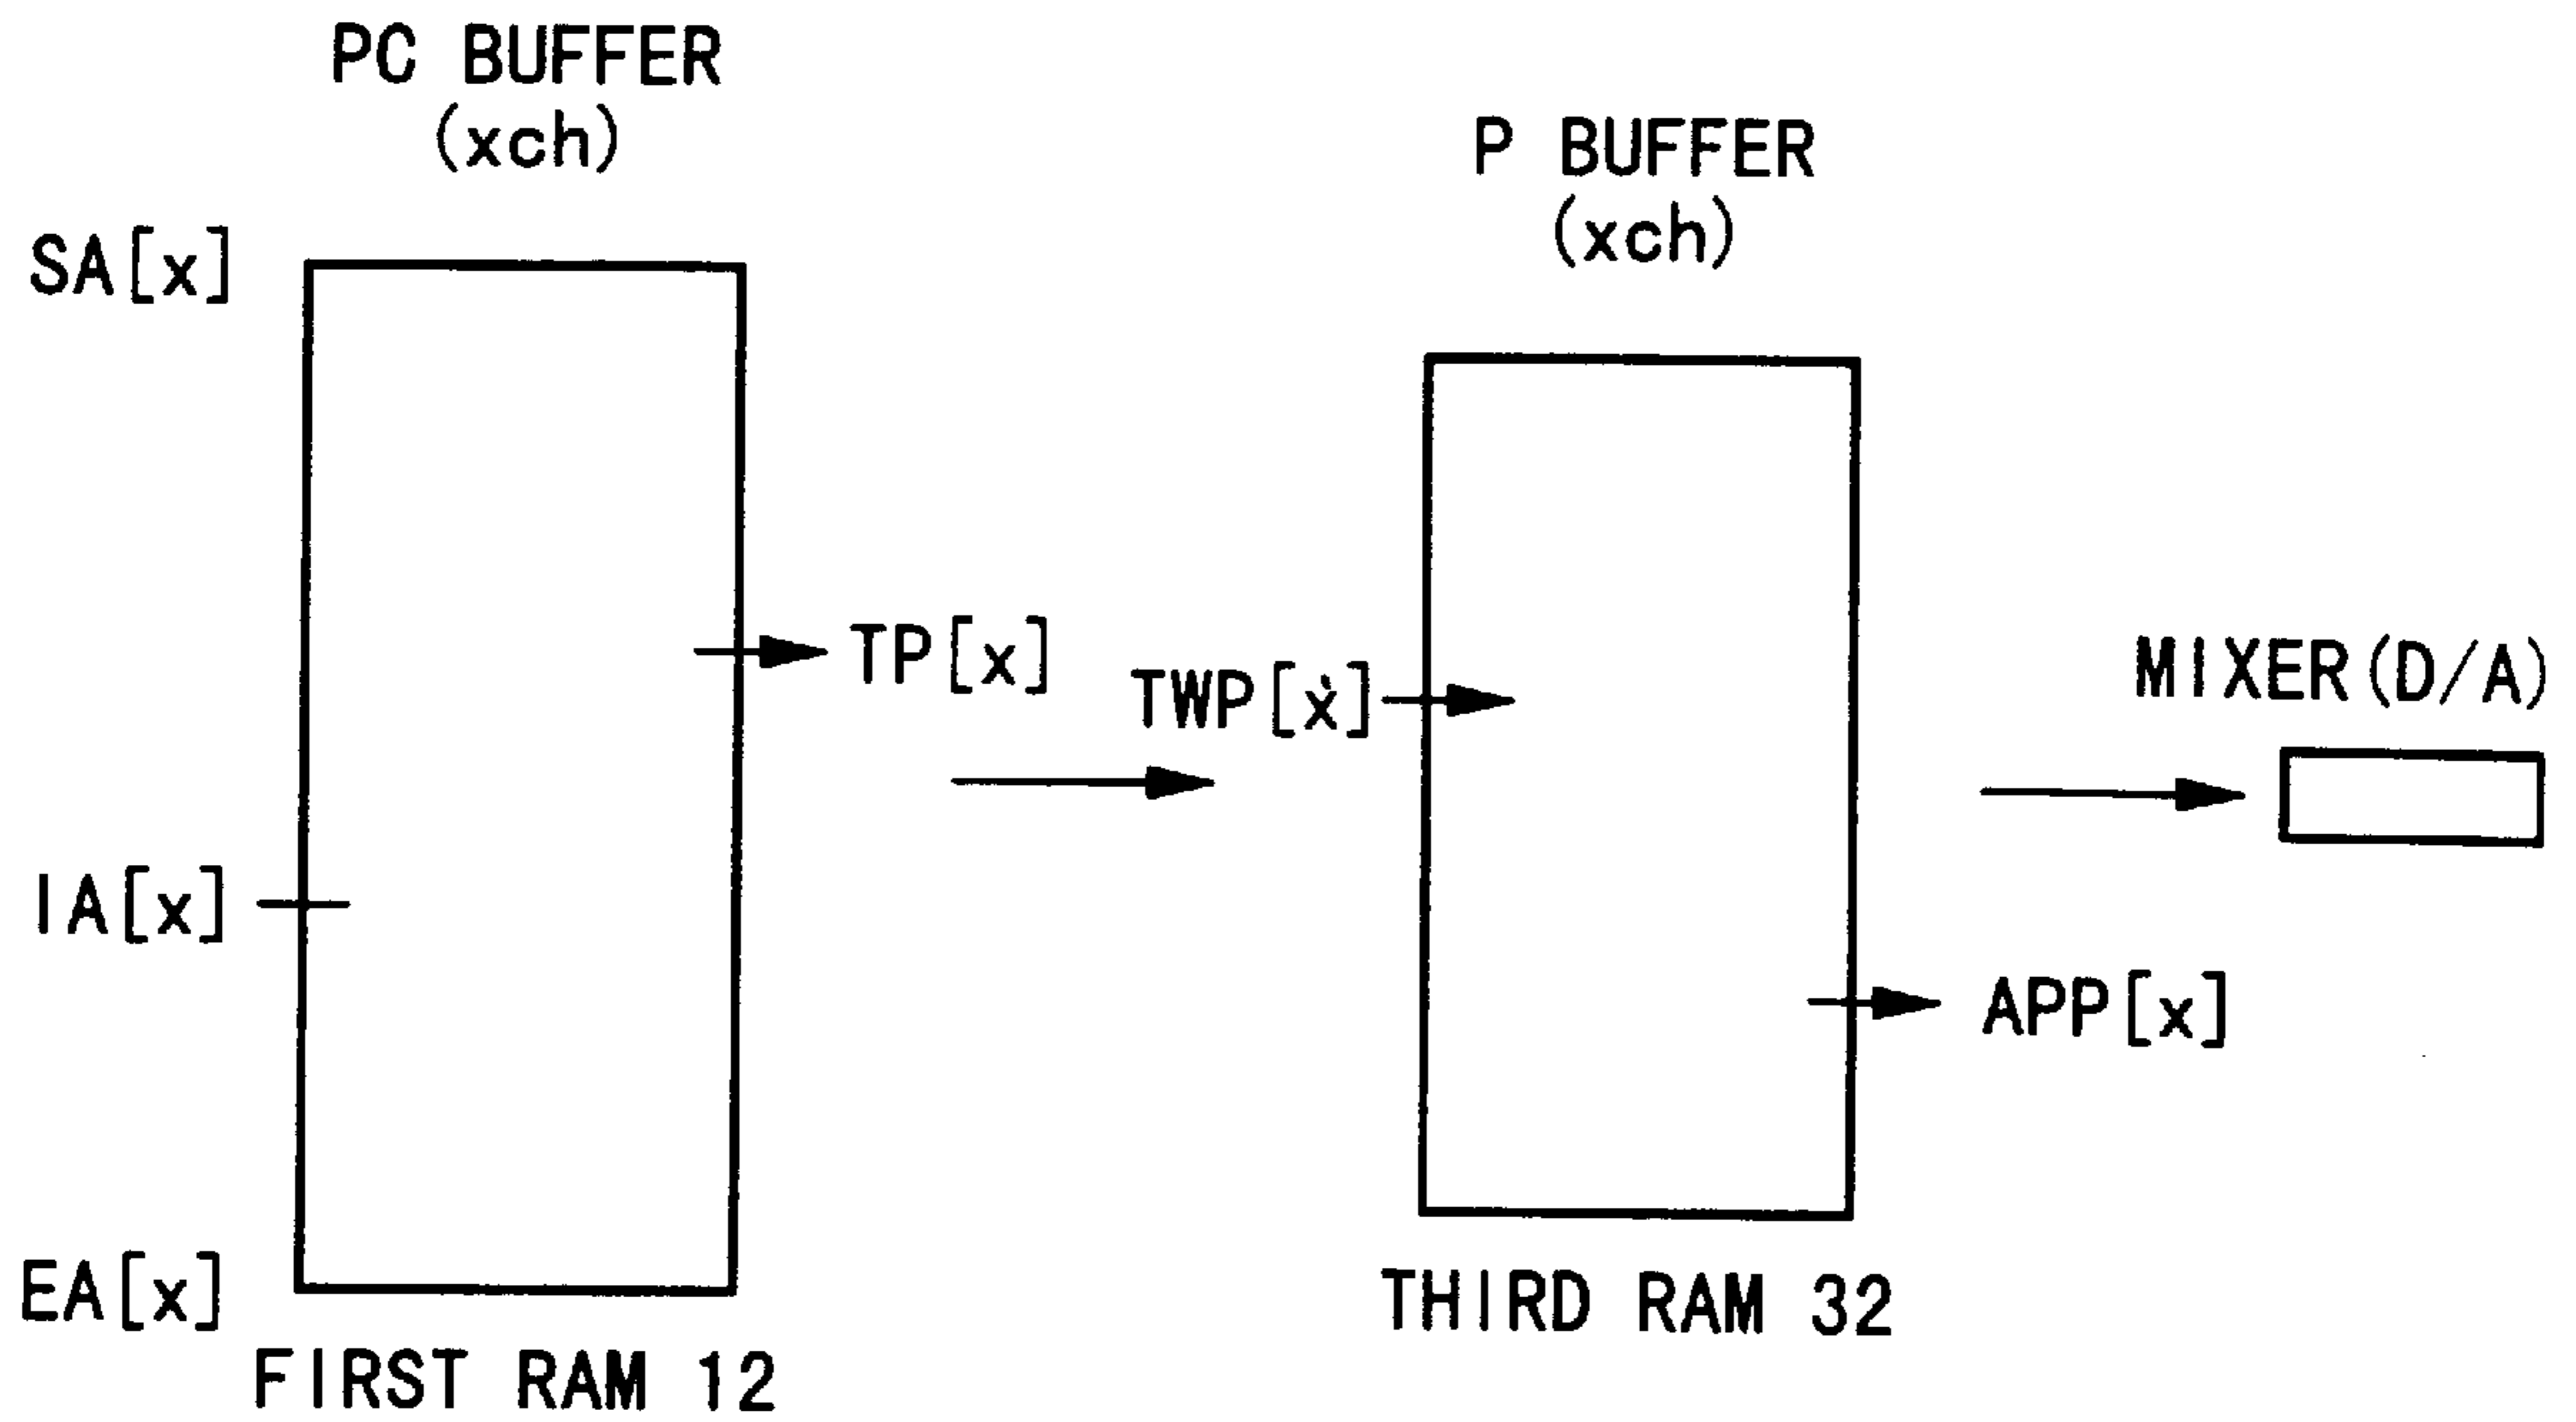 PC BUFFER
(xch)
P BUFFER
(xch)
SA[x]
TP[x]
TWP[x]
MIXER(D/A)
IA[x]
APP[x]
EA[x]
THIRD RAM 32
FIRST RAM 12